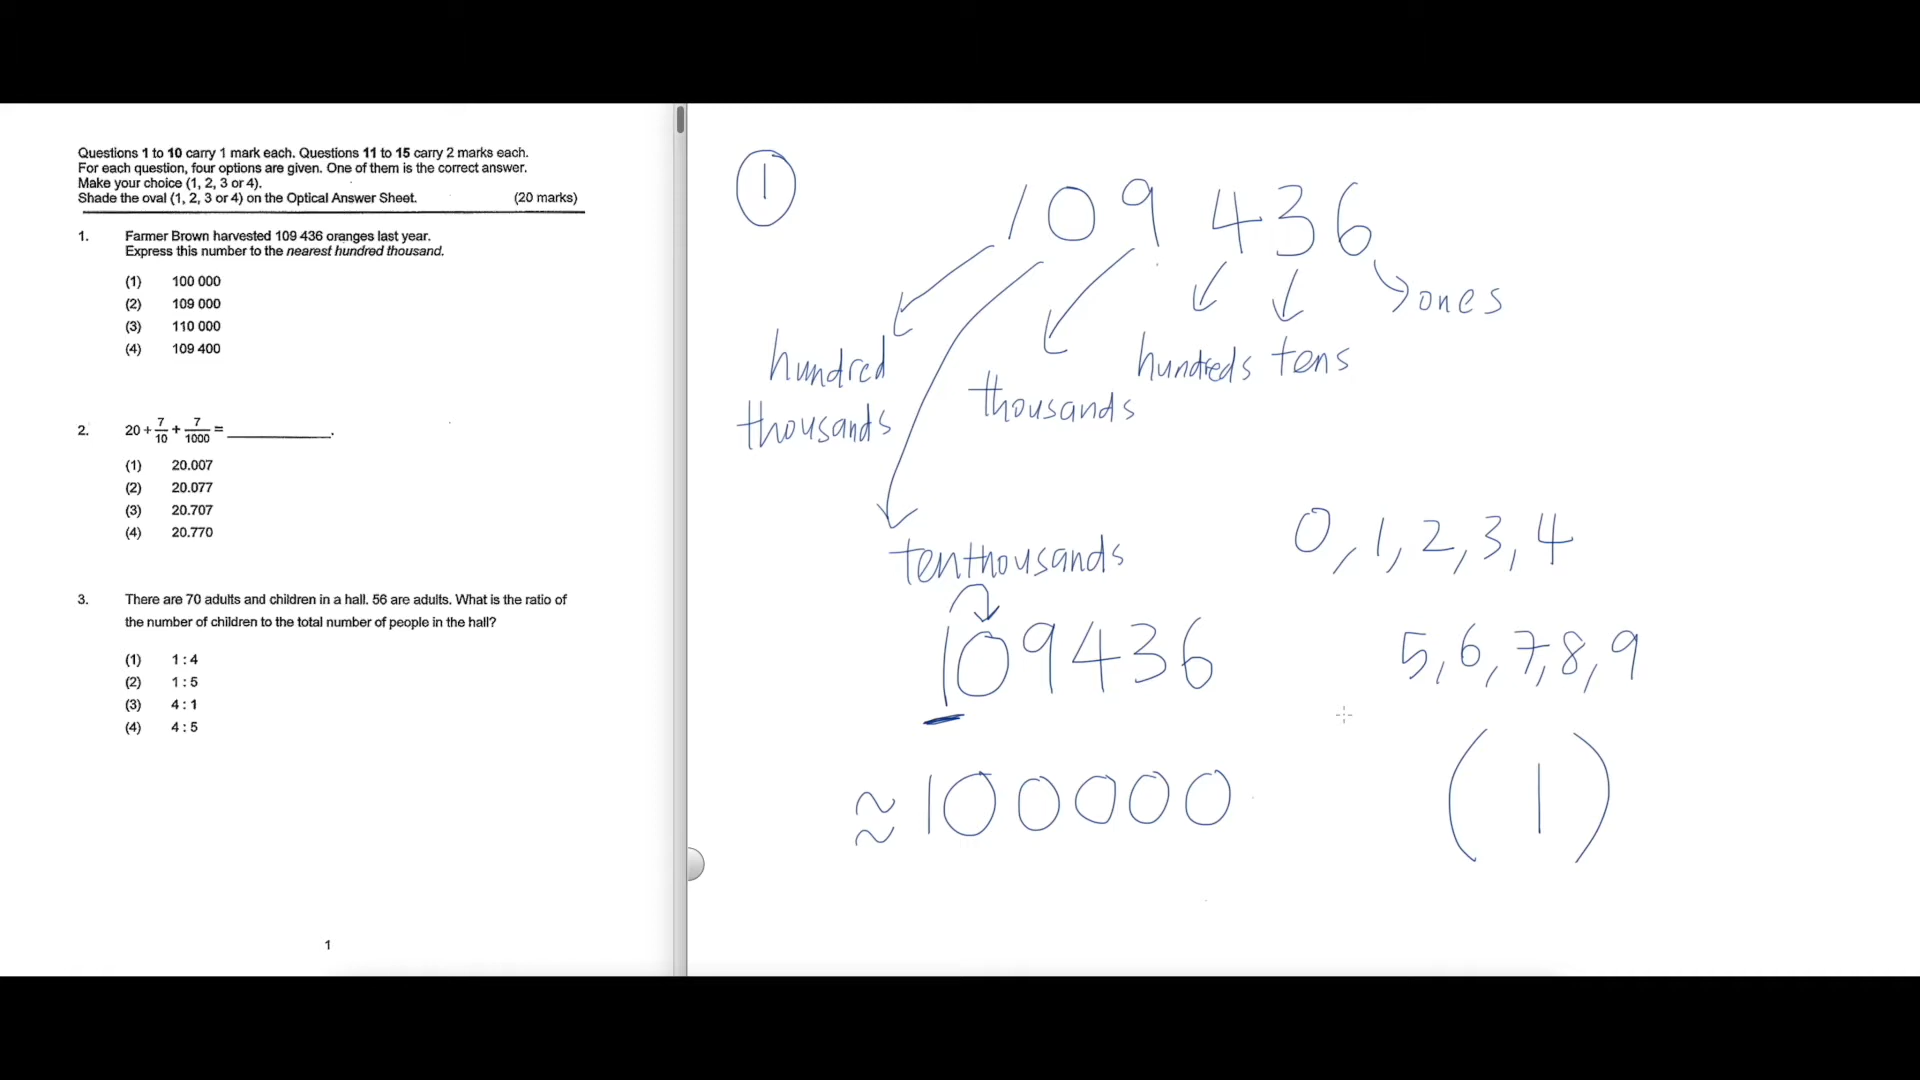 Questions 1 to 10 carry 1 mark each. Questions 11 to 15 carry 2 marks each.
For each question, four options are given. One of them is the correct answer.
Make your choice (1, 2, 3 or 4).
Shade the oval (1, 2, 3 or 4) on the Optical Answer Sheet. (20 marks)
1. Farmer Brown harvested 109 436 oranges last year.
Express this number to the nearest hundred thousand.
(1) 100 000
(2) 109 000
(3) 110 000
(4) 109 400
2. 20 + 7/10 + 7/1000 = ____________.
(1) 20.007
(2) 20.077
(3) 20.707
(4) 20.770
3. There are 70 adults and children in a hall. 56 are adults. What is the ratio of
the number of children to the total number of people in the hall?
(1) 1 : 4
(2) 1 : 5
(3) 4 : 1
(4) 4 : 5
1
1
109 436
ones
hundred
thousands
thousands
hundreds tens
tenthousands
0, 1, 2, 3, 4
109436
5, 6, 7, 8, 9
≈100000
(1)